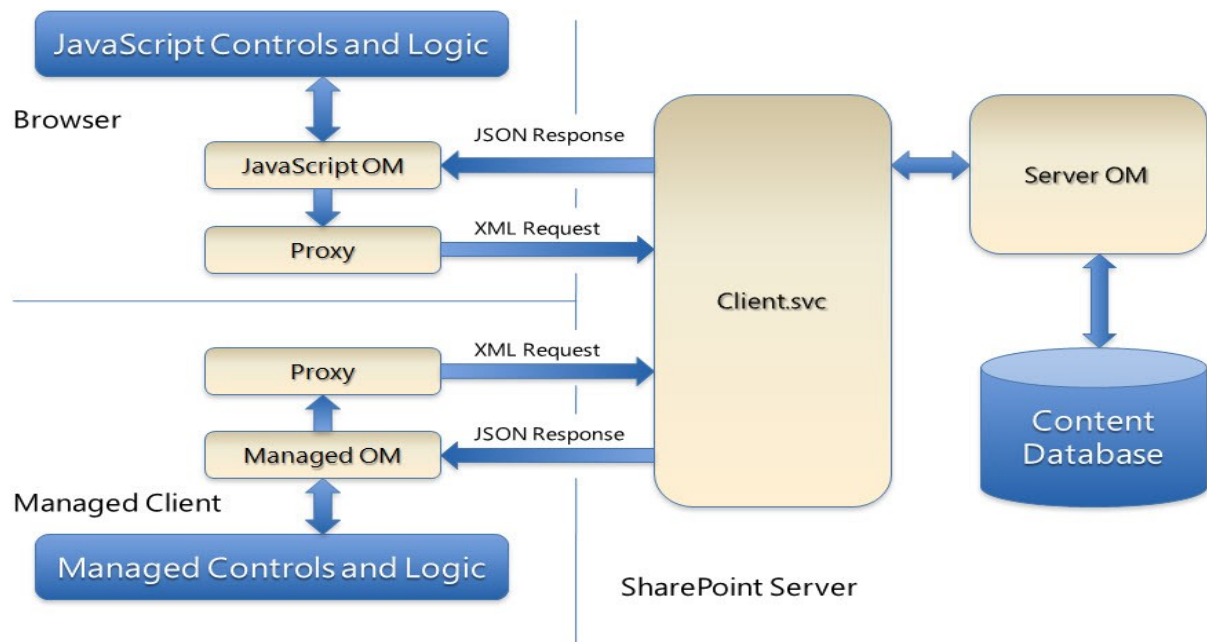 JavaScript Controls and Logic
Browser
JSON Response
JavaScript OM
XML Request
Proxy
Client.svc
Server OM
XML Request
Proxy
JSON Response
Managed OM
Managed Client
Managed Controls and Logic
Content
Database
SharePoint Server